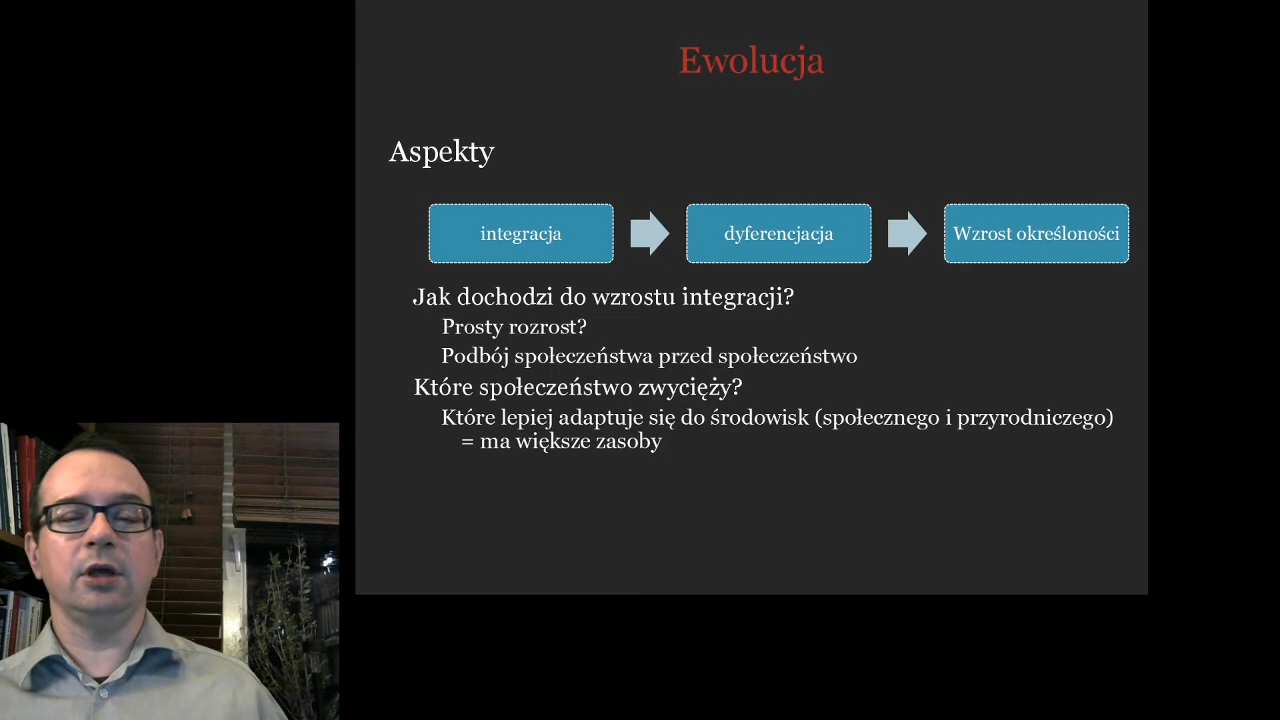 Ewolucja
Aspekty
integracja
dyferencjacja
Wzrost określoności
Jak dochodzi do wzrostu integracji?
Prosty rozrost?
Podbój społeczeństwa przed społeczeństwo
Które społeczeństwo zwycięży?
Które lepiej adaptuje się do środowisk (społecznego i przyrodniczego)
= ma większe zasoby